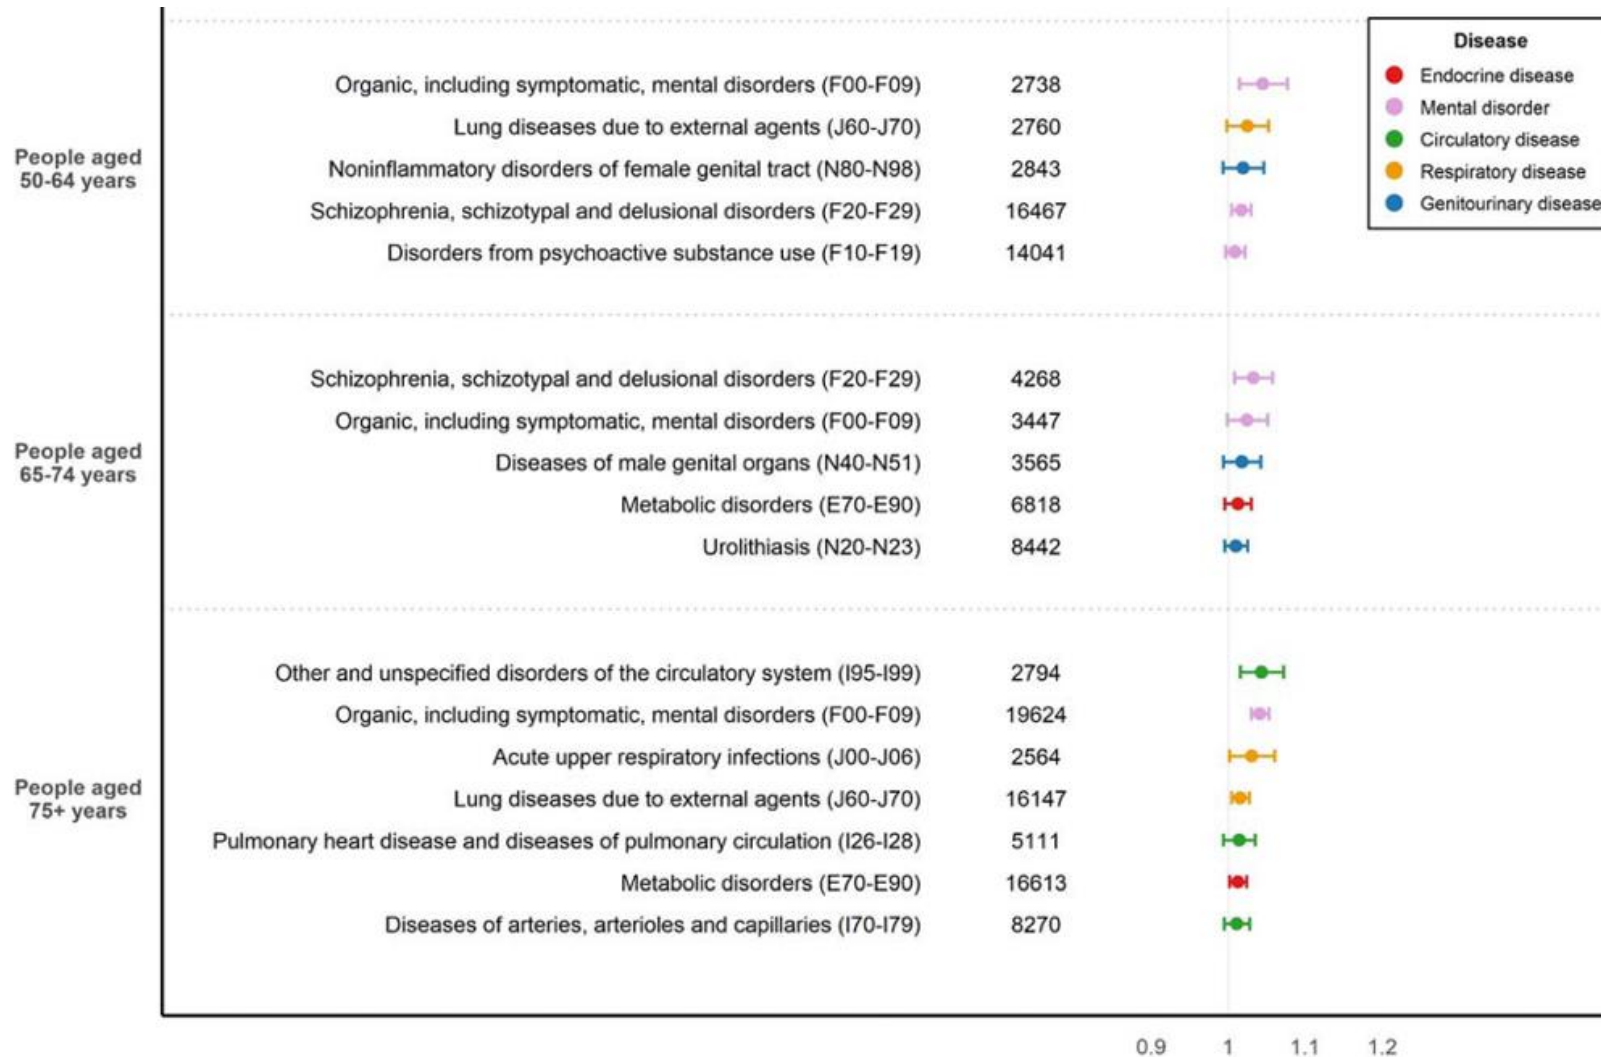 Disease
Endocrine disease
Mental disorder
Circulatory disease
Respiratory disease
Genitourinary disease
People aged
50-64 years
Organic, including symptomatic, mental disorders (F00-F09) 2738
Lung diseases due to external agents (J60-J70) 2760
Noninflammatory disorders of female genital tract (N80-N98) 2843
Schizophrenia, schizotypal and delusional disorders (F20-F29) 16467
Disorders from psychoactive substance use (F10-F19) 14041
People aged
65-74 years
Schizophrenia, schizotypal and delusional disorders (F20-F29) 4268
Organic, including symptomatic, mental disorders (F00-F09) 3447
Diseases of male genital organs (N40-N51) 3565
Metabolic disorders (E70-E90) 6818
Urolithiasis (N20-N23) 8442
People aged
75+ years
Other and unspecified disorders of the circulatory system (I95-I99) 2794
Organic, including symptomatic, mental disorders (F00-F09) 19624
Acute upper respiratory infections (J00-J06) 2564
Lung diseases due to external agents (J60-J70) 16147
Pulmonary heart disease and diseases of pulmonary circulation (I26-I28) 5111
Metabolic disorders (E70-E90) 16613
Diseases of arteries, arterioles and capillaries (I70-I79) 8270
0.9 1 1.1 1.2